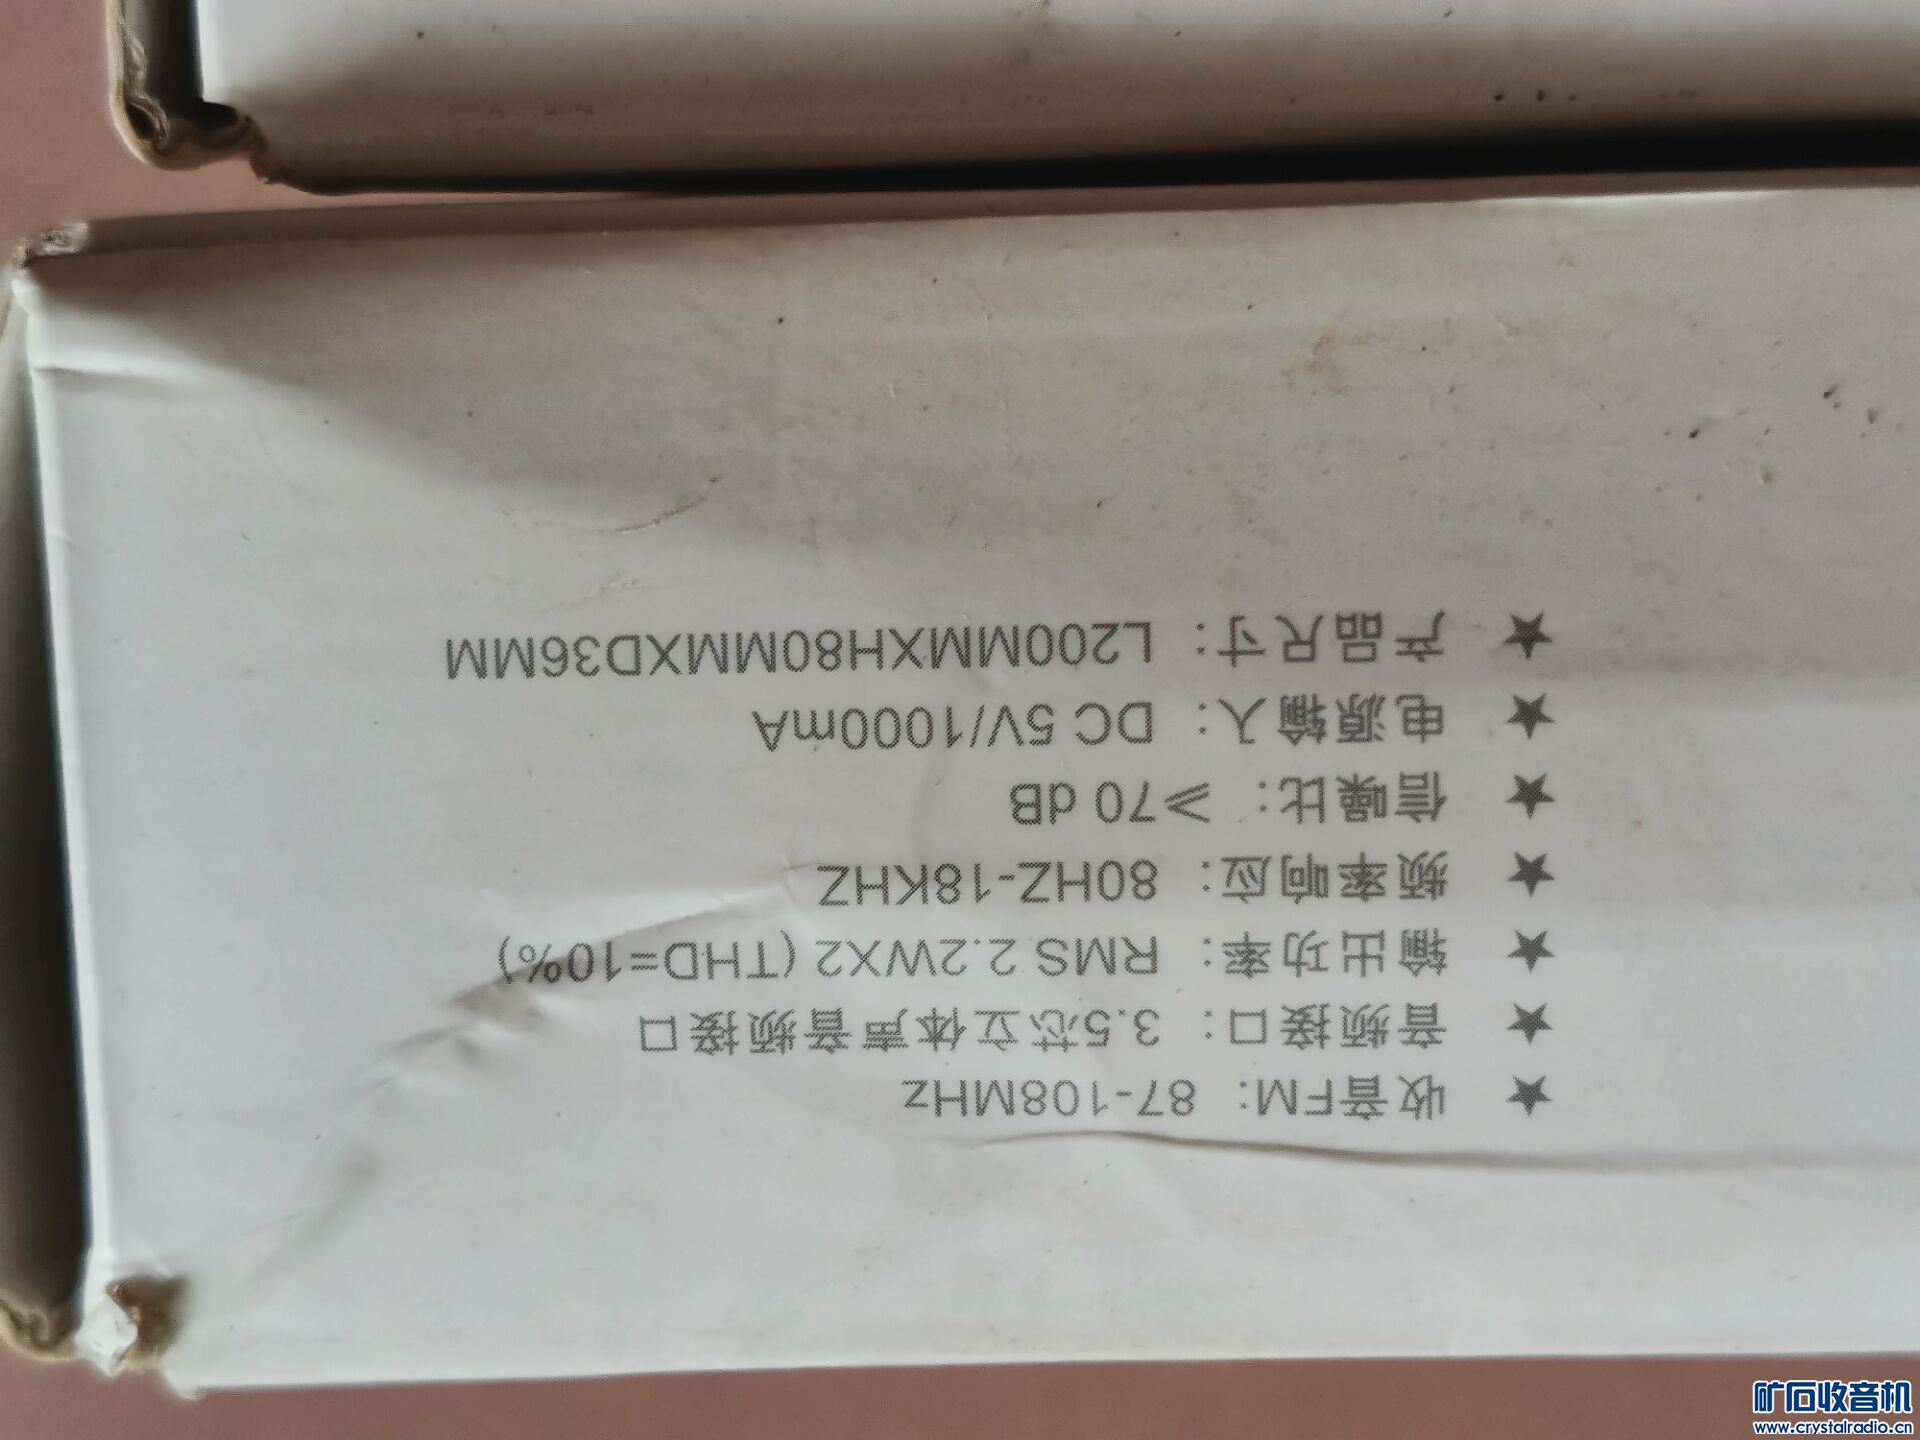 ★ 收音FM：87-108MHz
★ 音频接口：3.5芯立体声音频接口
★ 输出功率：RMS 2.2WX2 (THD=10%)
★ 频率响应：80HZ-18KHZ
★ 信噪比：≥70 dB
★ 电源输入：DC 5V/1000mA
★ 产品尺寸：L200MMXH80MMXD36MM
矿石收音机
www.crystalradio.cn